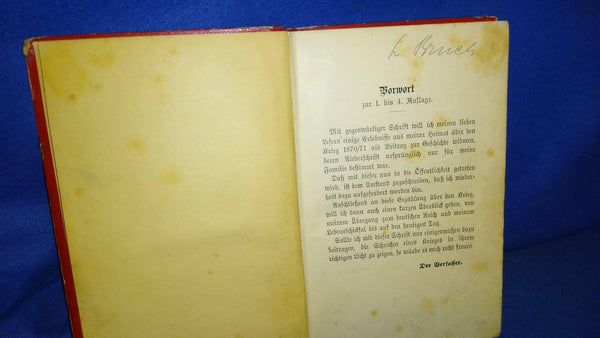 L. Bruch
Vorwort
zur 1. bis 4. Auflage.
Mit gegenwärtiger Schrift will ich meinen lieben
Lesern einige Erlebnisse aus meiner Heimat über den
Krieg 1870/71 als Beitrag zur Geschichte widmen,
deren Niederschrift ursprünglich nur für meine
Familie bestimmt war.
Daß mit dieser nun in die Öffentlichkeit getreten
wird, ist dem Umstand zuzuschreiben, daß ich wieder-
holt dazu aufgefordert worden bin.
Anschließend an diese Erzählung über den Krieg,
will ich dann auch einen kurzen Überblick geben, von
meinem Übergang zum deutschen Reich und meinem
Lebensschicksal bis auf den heutigen Tag.
Sollte ich mit dieser Schrift nur einigermaßen dazu
beitragen, die Schrecken eines Krieges in ihrem
richtigen Licht zu zeigen, so würde es mich recht freuen.
Der Verfasser.